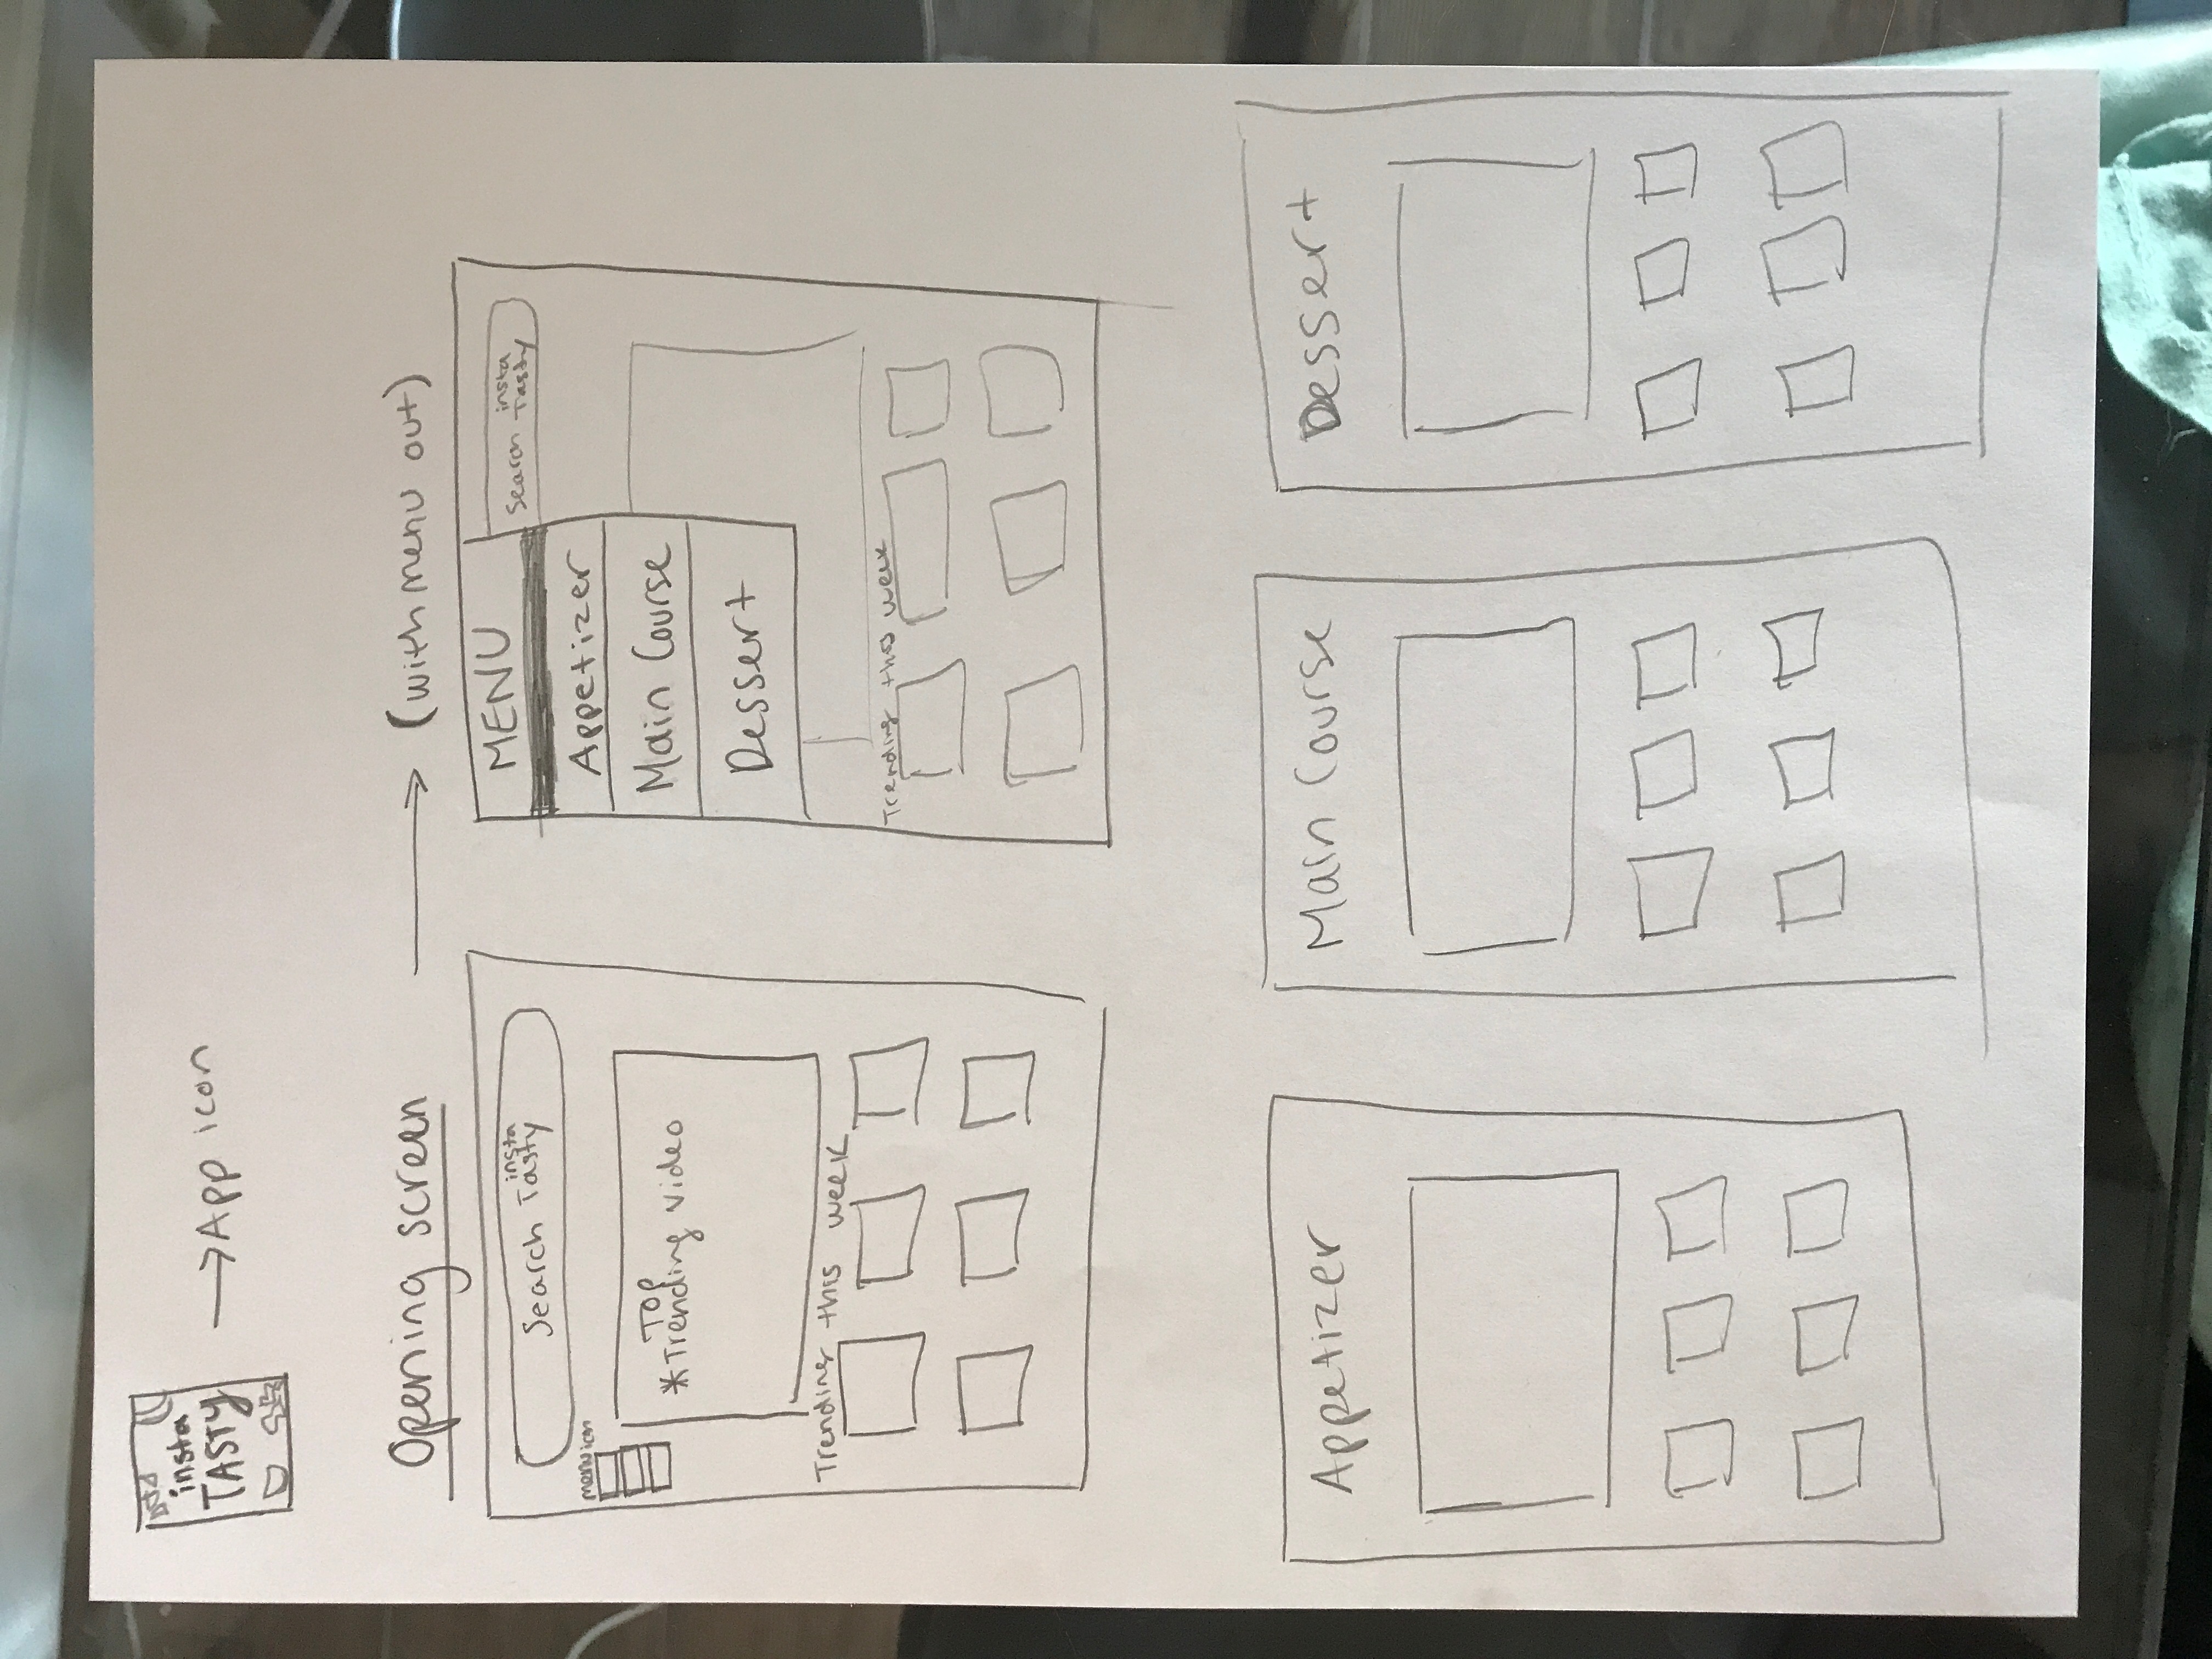 insta
TASTY
→App icon
Opening screen → (with menu out)
insta
Search Tasty
menu icon
Top
*Trending video
Trending this week
MENU
insta
Search Tasty
Appetizer
Main Course
Dessert
Trending this week
Appetizer
Main Course
Dessert